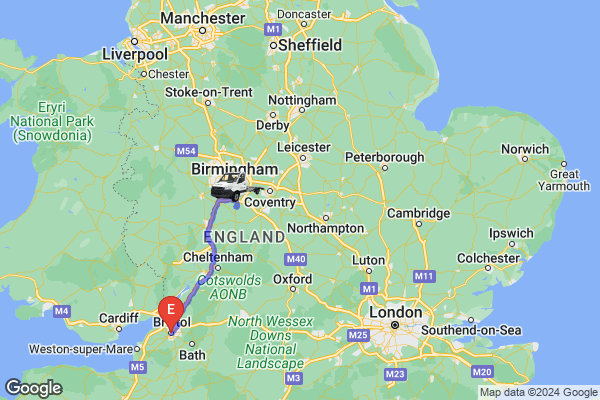 Doncaster
Manchester
M1
Liverpool
Sheffield
Chester
Eryri
National Park
(Snowdonia)
Stoke-on-Trent
Nottingham
Derby
M54
Leicester
Norwich
Birmingham
Peterborough
Great
Yarmouth
Coventry
Northampton
Cambridge
ENGLAND
Ipswich
M40
Cheltenham
Luton
M11
Colchester
Cotswolds
AONB
Oxford
M1
E
M4
Cardiff
Bristol
London
North Wessex
Downs
National
Landscape
M25
Southend-on-Sea
Weston-super-Mare
Bath
M5
M3
M23
M20
Google
Google
Map data ©2024 Google